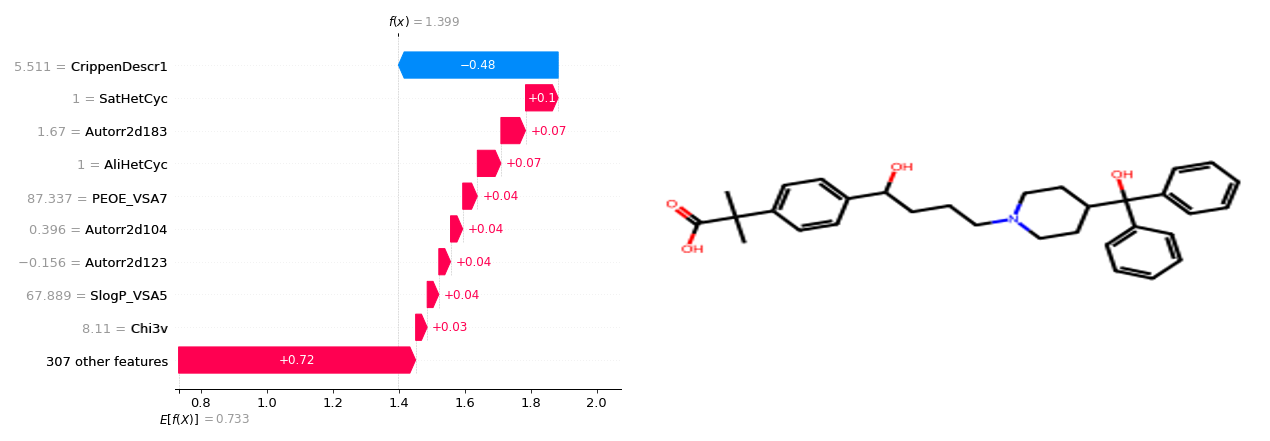 f(x) = 1.399
5.511 = CrippenDescr1
−0.48
1 = SatHetCyc
+0.1
1.67 = Autorr2d183
+0.07
1 = AliHetCyc
+0.07
87.337 = PEOE_VSA7
+0.04
0.396 = Autorr2d104
+0.04
−0.156 = Autorr2d123
+0.04
67.889 = SlogP_VSA5
+0.04
8.11 = Chi3v
+0.03
307 other features
+0.72
0.8 1.0 1.2 1.4 1.6 1.8 2.0
E[f(X)] = 0.733
OH
OH
O
N
OH